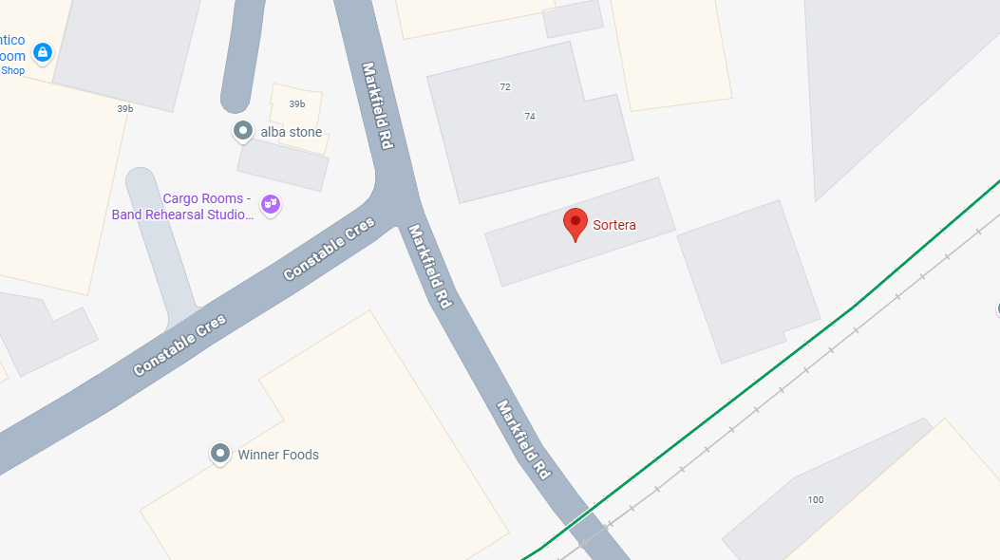 ntico
oom
Shop
39b
39b
alba stone
Cargo Rooms -
Band Rehearsal Studio...
Markfield Rd
72
74
Constable Cres
Markfield Rd
Sortera
Constable Cres
Markfield Rd
Winner Foods
100